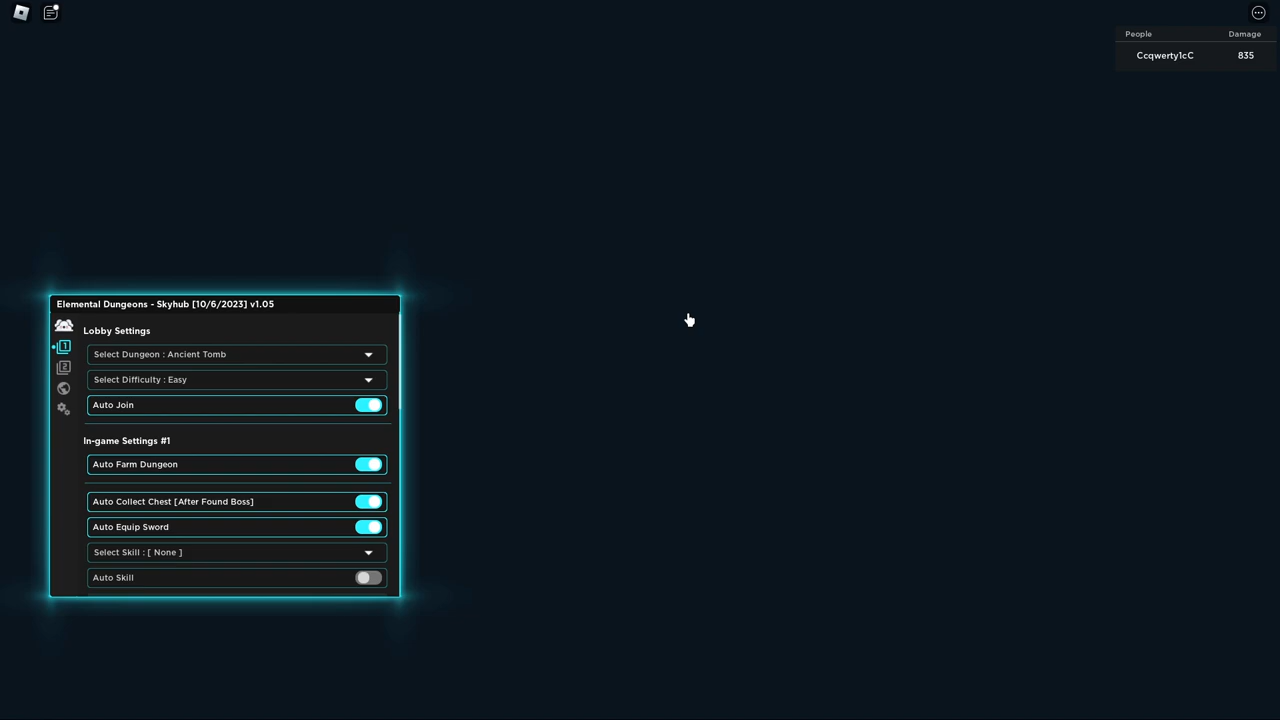 People Damage
Ccqwerty1cC 835
Elemental Dungeons - Skyhub [10/6/2023] v1.05
Lobby Settings
Select Dungeon : Ancient Tomb
Select Difficulty : Easy
Auto Join
In-game Settings #1
Auto Farm Dungeon
Auto Collect Chest [After Found Boss]
Auto Equip Sword
Select Skill : [ None ]
Auto Skill